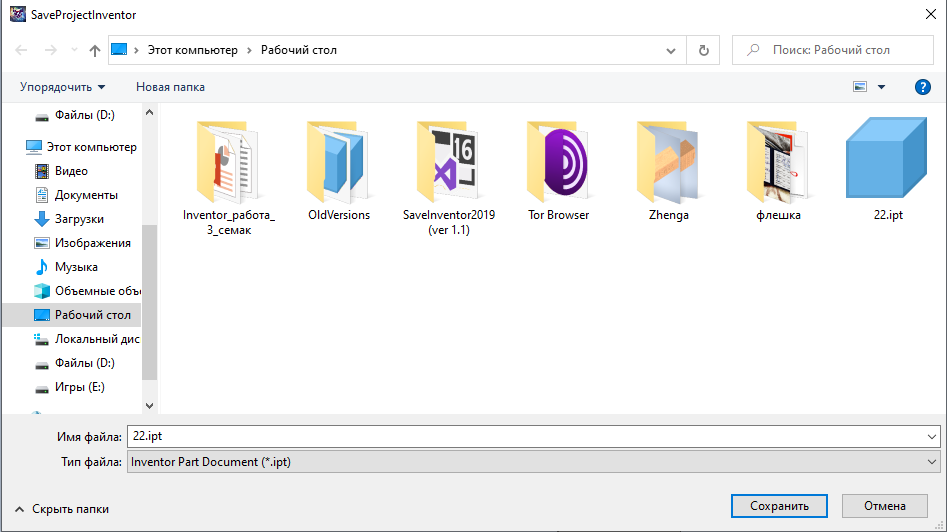 SaveProjectInventor
Этот компьютер
Рабочий стол
Поиск: Рабочий стол
Упорядочить
Новая папка
?
Файлы (D:)
Этот компьютер
Видео
Документы
Загрузки
Изображения
Музыка
Объемные объ
Рабочий стол
Локальный дис
Файлы (D:)
Игры (E:)
Inventor_работа_
3_семак
OldVersions
16
SaveInventor2019
(ver 1.1)
Tor Browser
Zhenga
флешка
22.ipt
Имя файла:
22.ipt
Тип файла:
Inventor Part Document (*.ipt)
Скрыть папки
Сохранить
Отмена